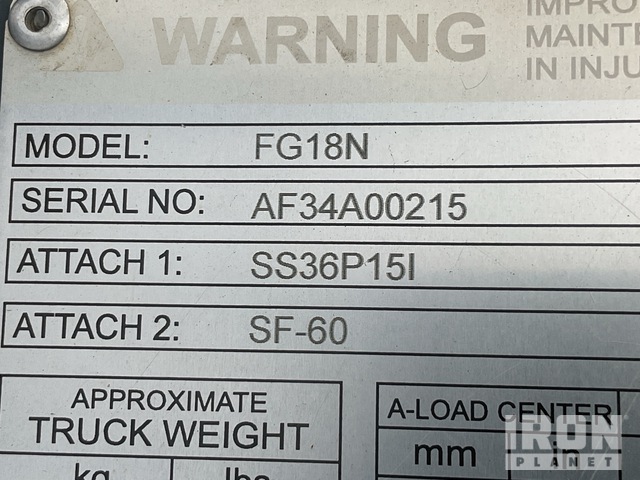 WARNING
MAINTE
IN INJU
MODEL: FG18N
SERIAL NO: AF34A00215
ATTACH 1: SS36P15I
ATTACH 2: SF-60
APPROXIMATE
TRUCK WEIGHT
kg lbs
A-LOAD CENTER
mm in
IRON
PLANET